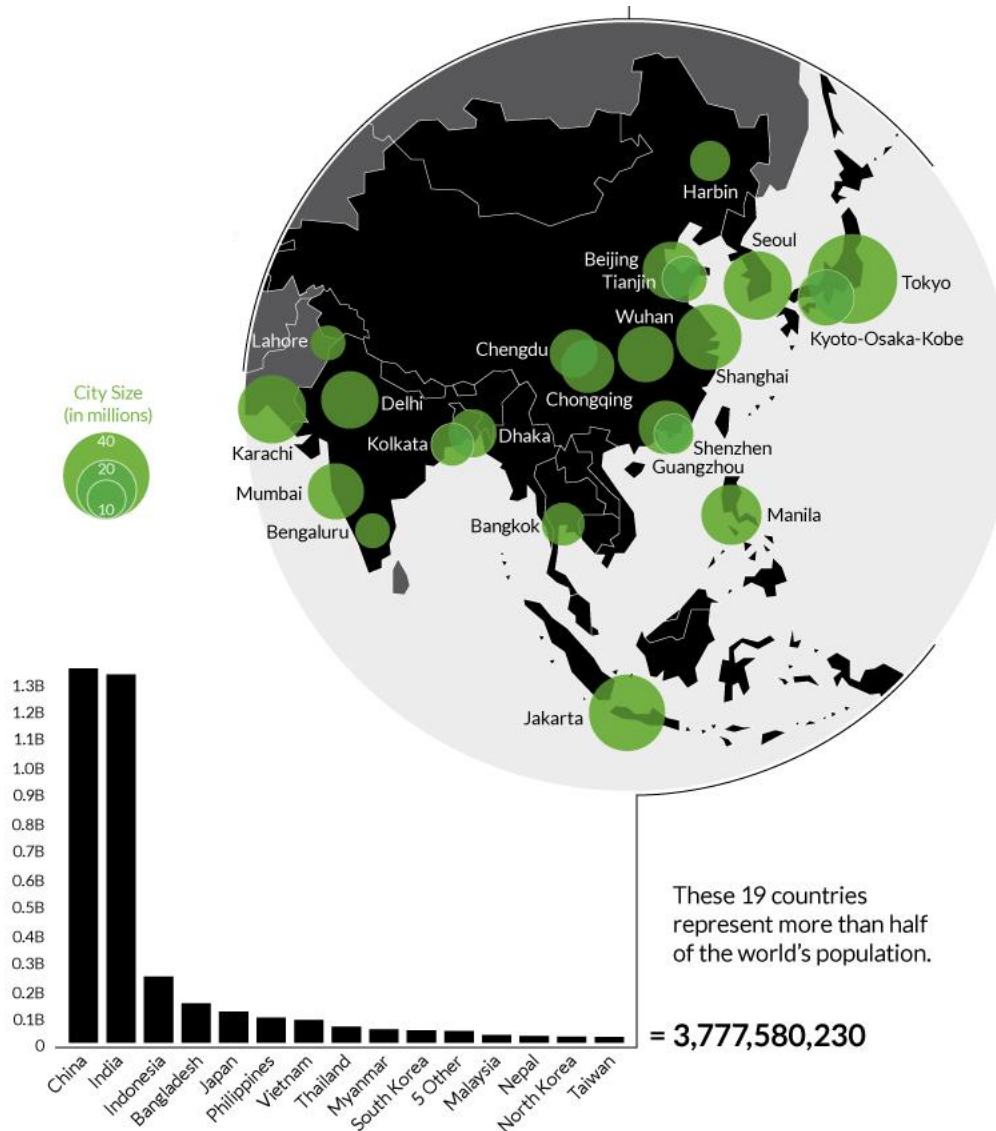 Harbin
Seoul
Beijing
Tianjin
Tokyo
Wuhan
Kyoto-Osaka-Kobe
Lahore
Chengdu
Shanghai
Chongqing
City Size
(in millions)
40
20
10
Delhi
Karachi
Kolkata
Dhaka
Shenzhen
Guangzhou
Mumbai
Bengaluru
Bangkok
Manila
Jakarta
1.3B
1.2B
1.1B
1.0B
0.9B
0.8B
0.7B
0.6B
0.5B
0.4B
0.3B
0.2B
0.1B
0
China
India
Indonesia
Bangladesh
Japan
Philippines
Vietnam
Thailand
Myanmar
South Korea
5 Other
Malaysia
Nepal
North Korea
Taiwan
These 19 countries
represent more than half
of the world's population.
= 3,777,580,230